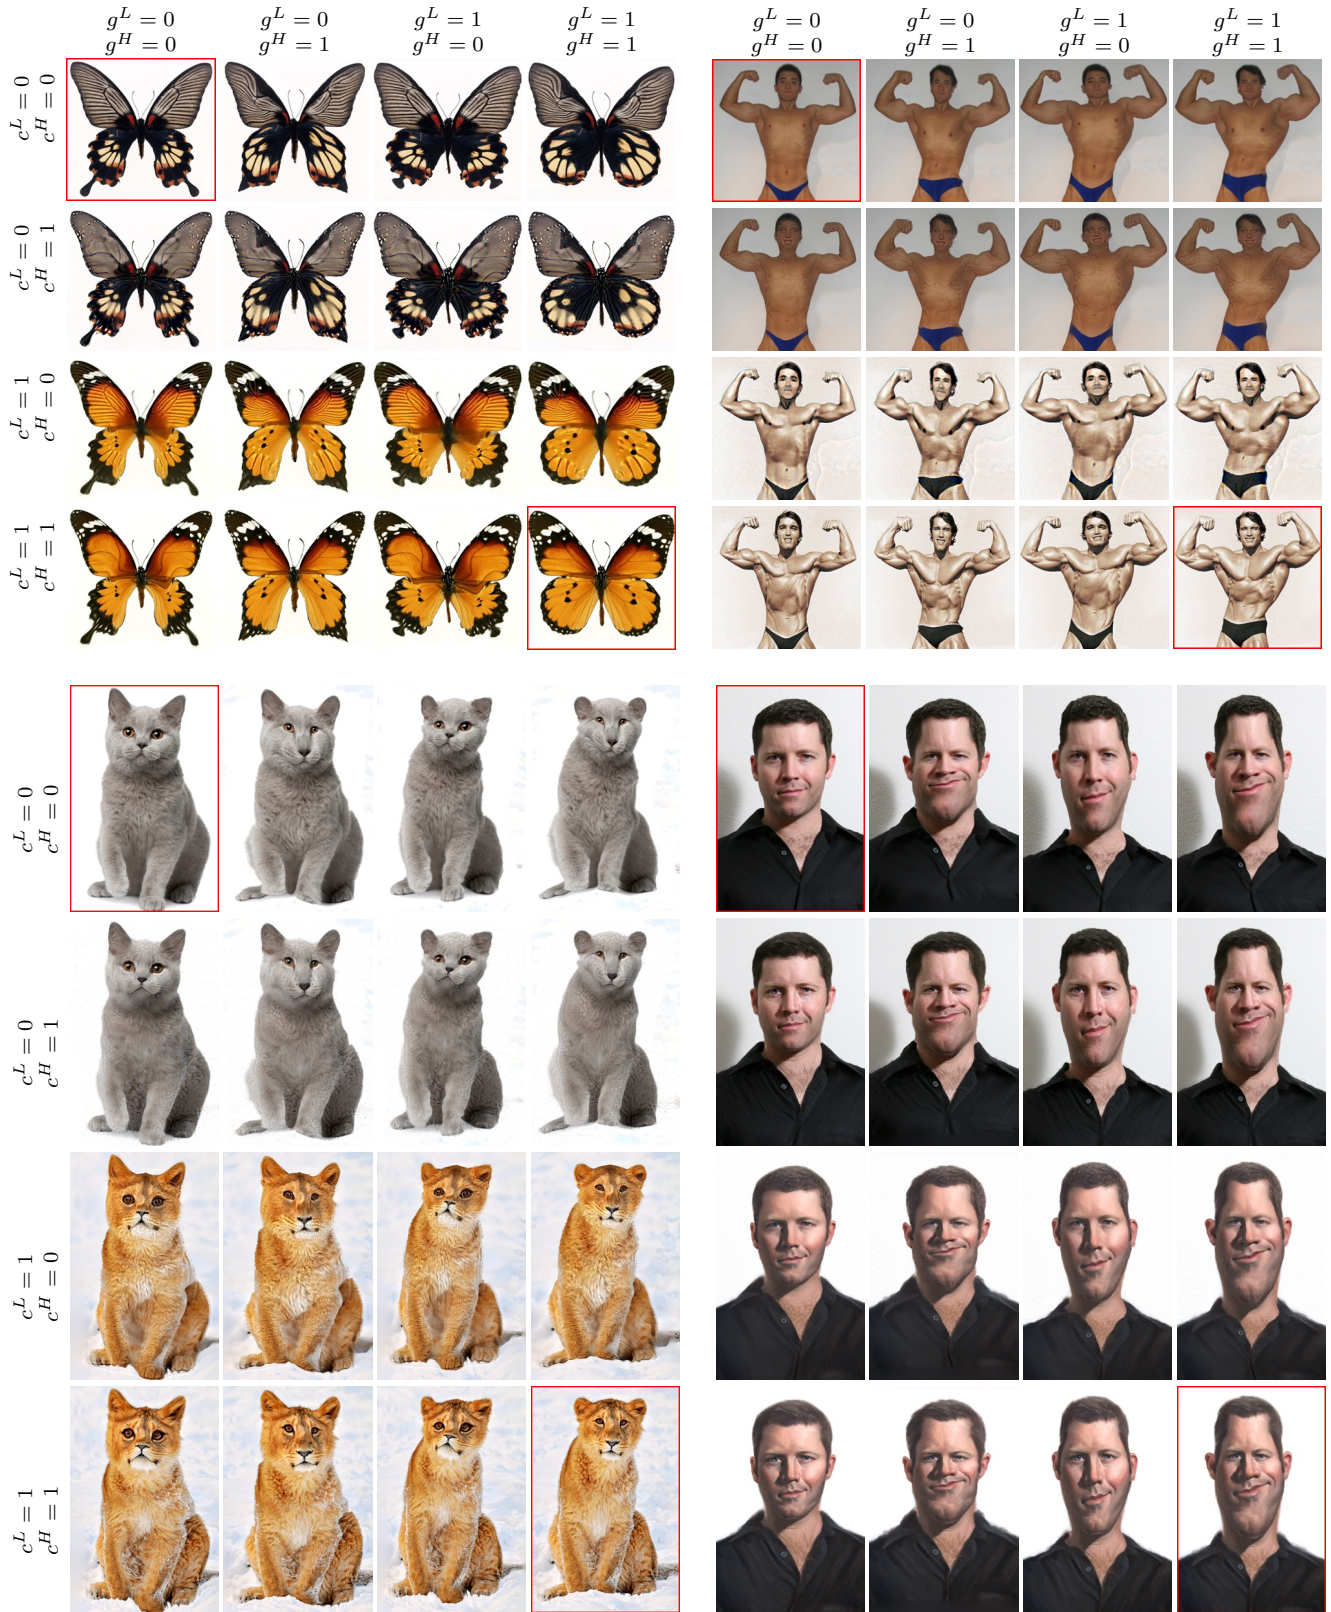 g^L = 0 g^L = 0 g^L = 1 g^L = 1
g^H = 0 g^H = 1 g^H = 0 g^H = 1
g^L = 0 g^L = 0 g^L = 1 g^L = 1
g^H = 0 g^H = 1 g^H = 0 g^H = 1
c^L = 0
c^H = 0
c^L = 0
c^H = 1
c^L = 1
c^H = 0
c^L = 1
c^H = 1
c^L = 0
c^H = 0
c^L = 0
c^H = 1
c^L = 1
c^H = 0
c^L = 1
c^H = 1